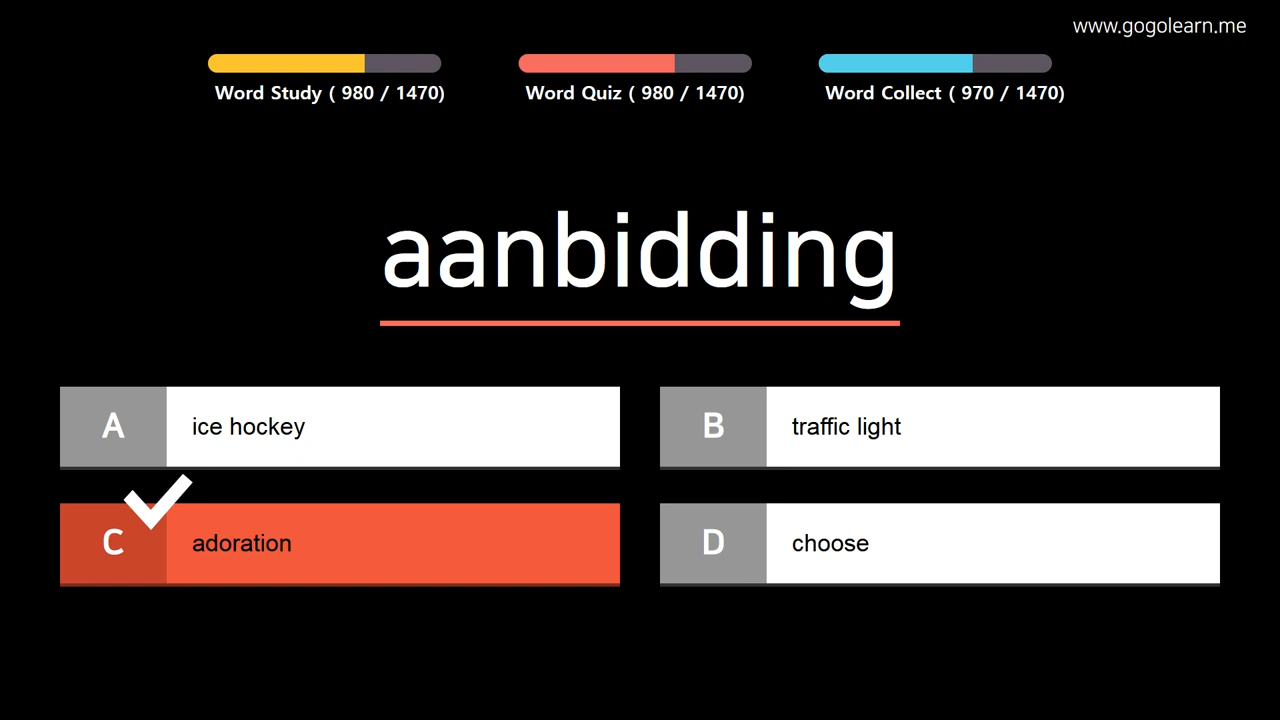 www.gogolearn.me
Word Study ( 980 / 1470)
Word Quiz ( 980 / 1470)
Word Collect ( 970 / 1470)
aanbidding
A ice hockey
B traffic light
C adoration
D choose